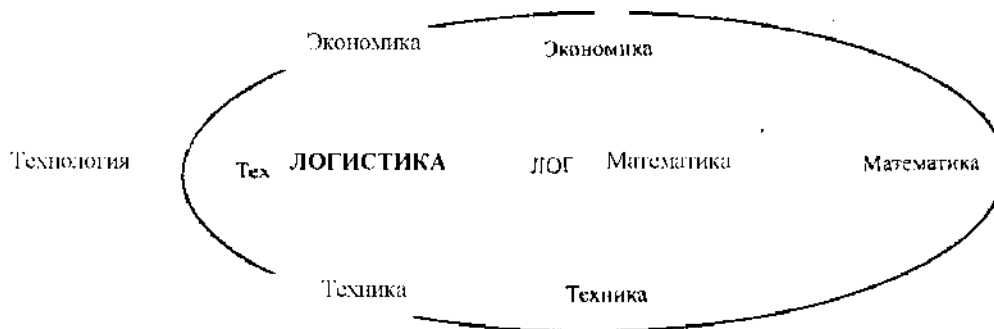 Экономика Экономика
Технология Тех ЛОГИСТИКА ЛОГ Математика Математика
Техника Техника